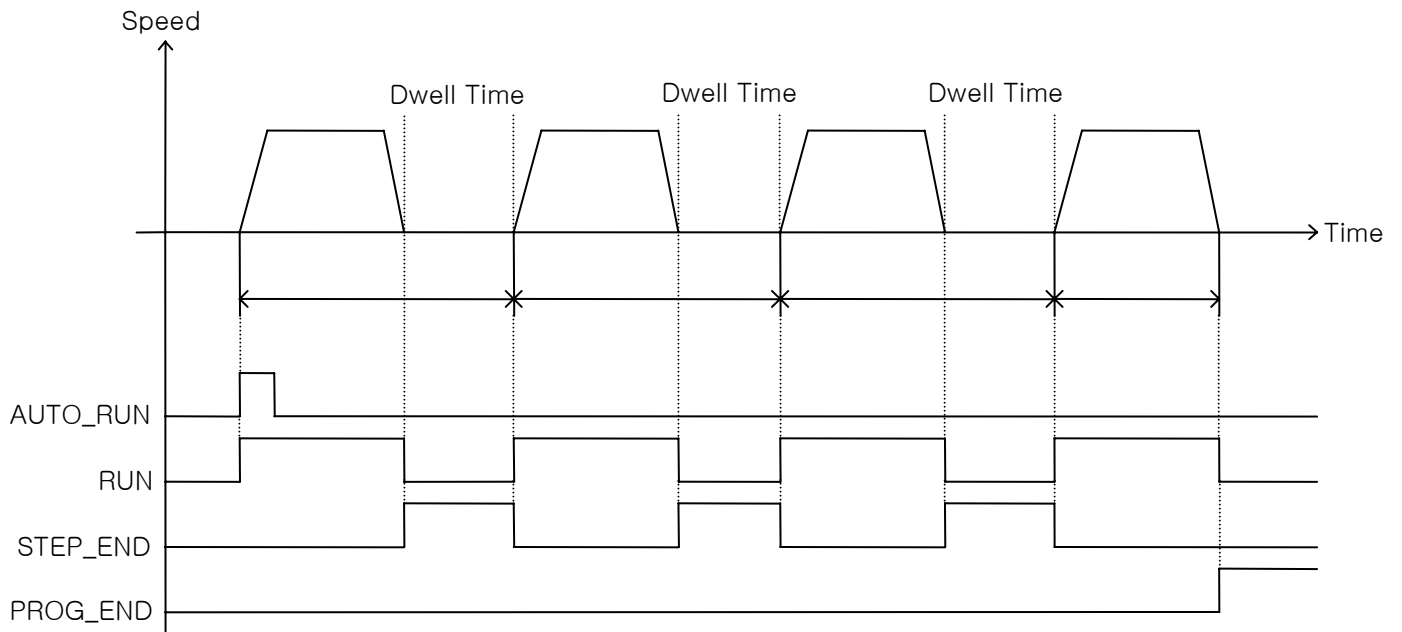 Speed
Dwell Time
Dwell Time
Dwell Time
Time
AUTO_RUN
RUN
STEP_END
PROG_END